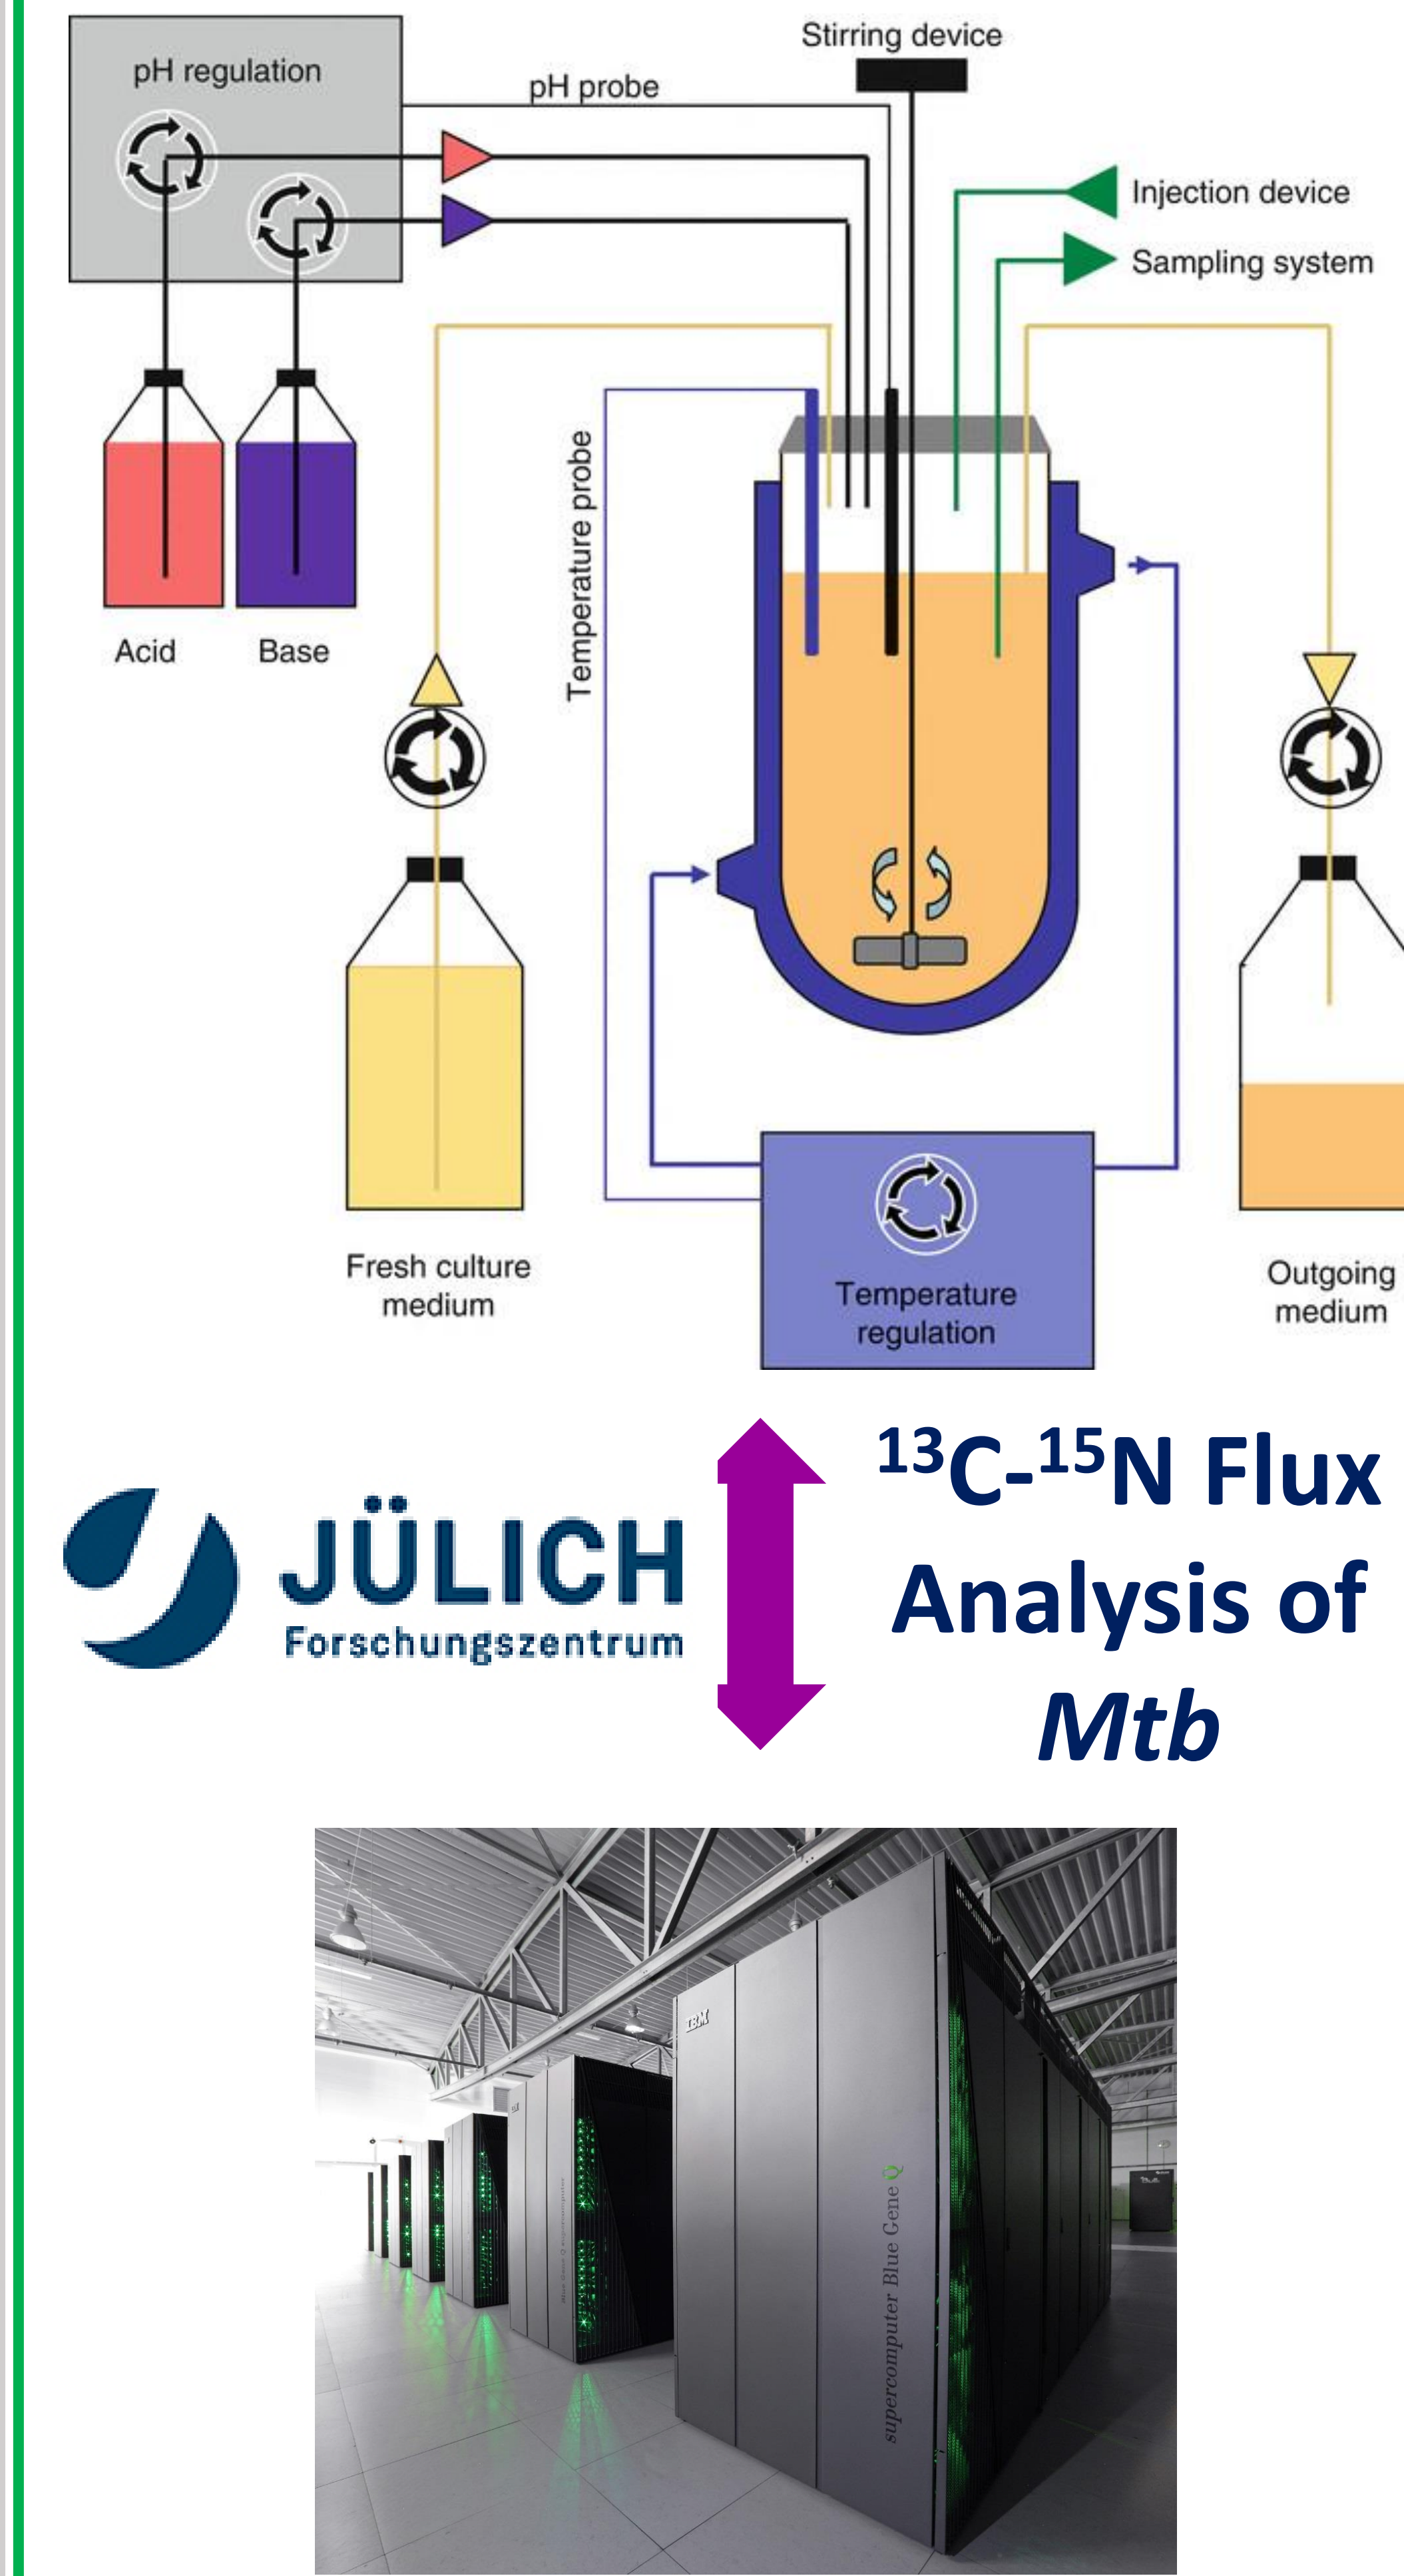 Stirring device
pH regulation
pH probe
Injection device
Sampling system
Temperature probe
Acid
Base
Fresh culture
medium
Temperature
regulation
Outgoing
medium
¹³C-¹⁵N Flux
Analysis of
Mtb
JÜLICH
Forschungszentrum
IBM
supercomputer Blue Gene Q